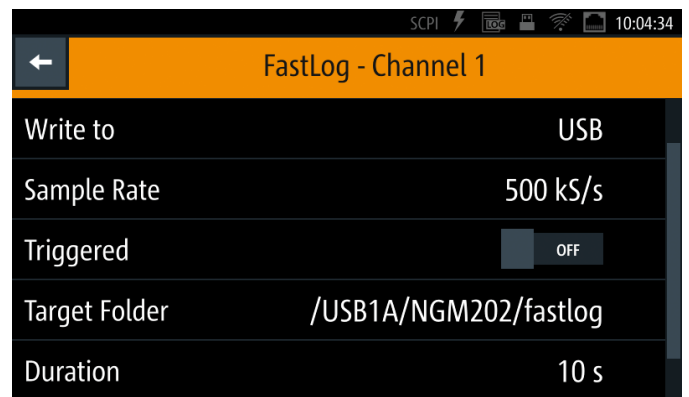 SCPI LOG 10:04:34
FastLog - Channel 1
Write to USB
Sample Rate 500 kS/s
Triggered OFF
Target Folder /USB1A/NGM202/fastlog
Duration 10 s